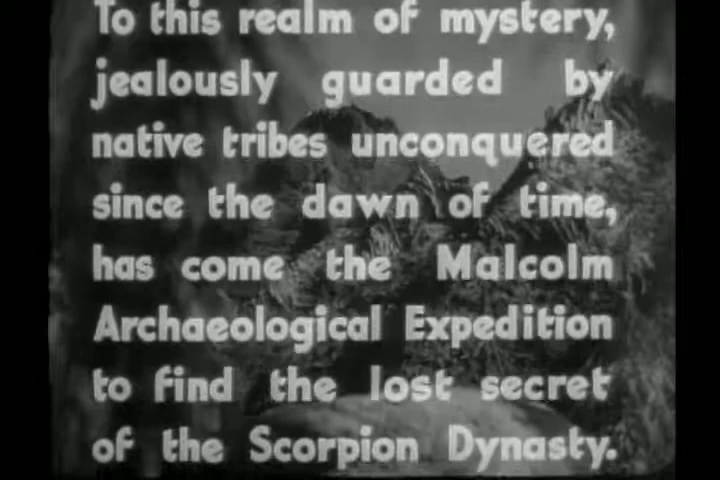 To this realm of mystery,
jealously guarded by
native tribes unconquered
since the dawn of time,
has come the Malcolm
Archaeological Expedition
to find the lost secret
of the Scorpion Dynasty.